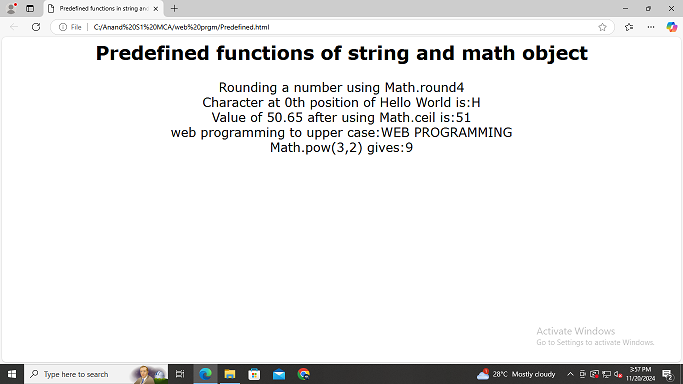 Predefined functions in string and
File
C:/Anand%20S1%20MCA/web%20prgm/Predefined.html
Predefined functions of string and math object
Rounding a number using Math.round4
Character at 0th position of Hello World is:H
Value of 50.65 after using Math.ceil is:51
web programming to upper case:WEB PROGRAMMING
Math.pow(3,2) gives:9
Activate Windows
Go to Settings to activate Windows.
Type here to search
28°C Mostly cloudy
3:57 PM
11/20/2024
2